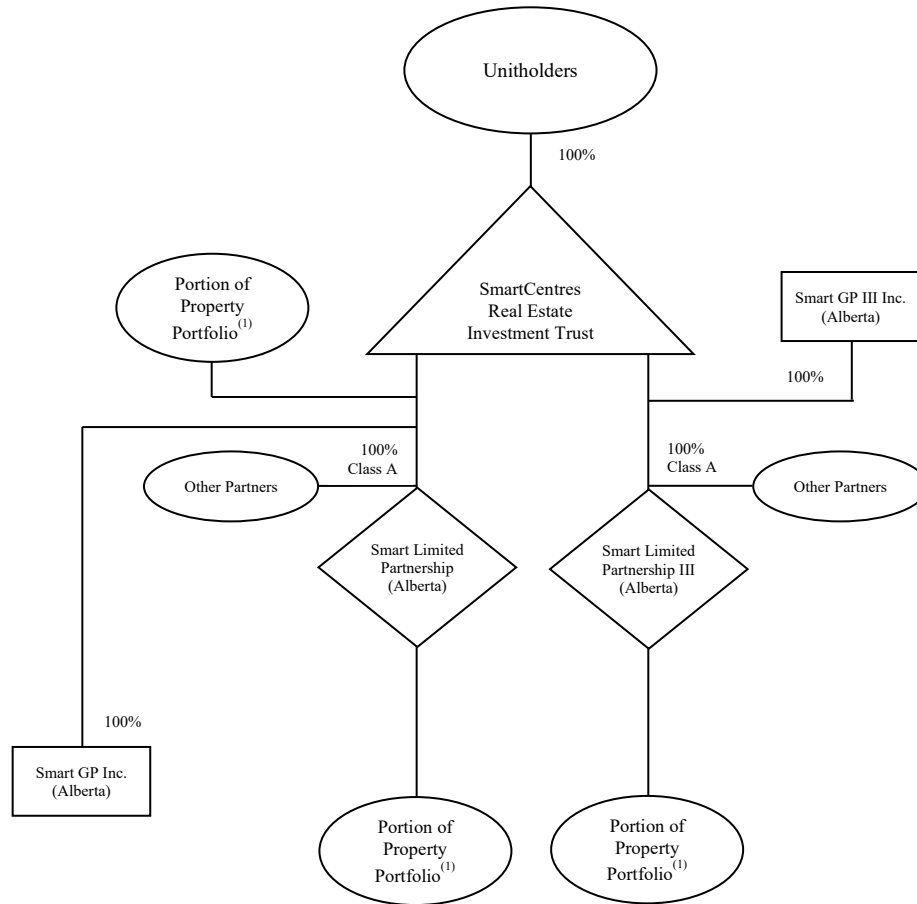 Unitholders
100%
SmartCentres
Real Estate
Investment Trust
Portion of
Property
Portfolio(1)
Smart GP III Inc.
(Alberta)
100%
100%
Class A
100%
Class A
Other Partners
Other Partners
Smart Limited
Partnership
(Alberta)
Smart Limited
Partnership III
(Alberta)
100%
Smart GP Inc.
(Alberta)
Portion of
Property
Portfolio(1)
Portion of
Property
Portfolio(1)